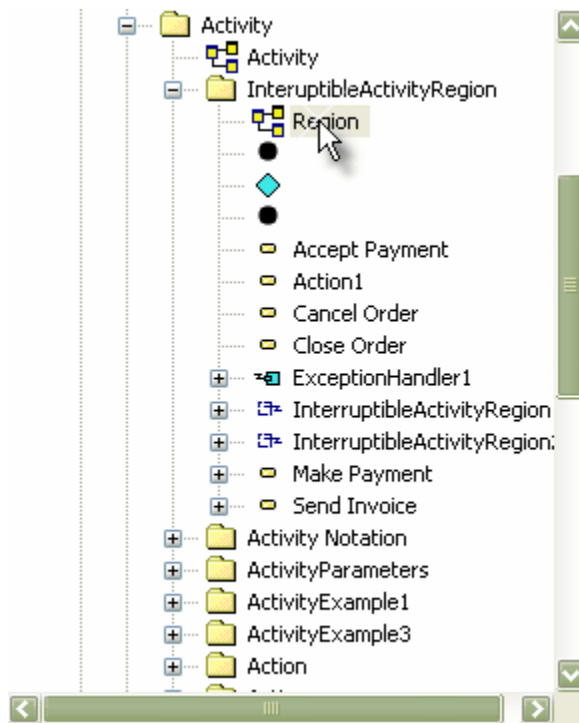 Activity
Activity
InteruptibleActivityRegion
Region
Accept Payment
Action1
Cancel Order
Close Order
ExceptionHandler1
InterruptibleActivityRegion
InterruptibleActivityRegion
Make Payment
Send Invoice
Activity Notation
ActivityParameters
ActivityExample1
ActivityExample3
Action